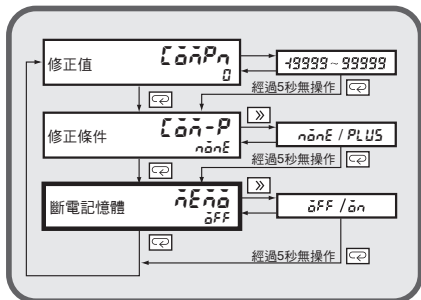 修正值
ComPn
0
-19999~99999
經過5秒無操作
修正條件
Com-P
nonE
»
nonE / PLUS
經過5秒無操作
斷電記憶體
mEmo
oFF
»
oFF / on
經過5秒無操作